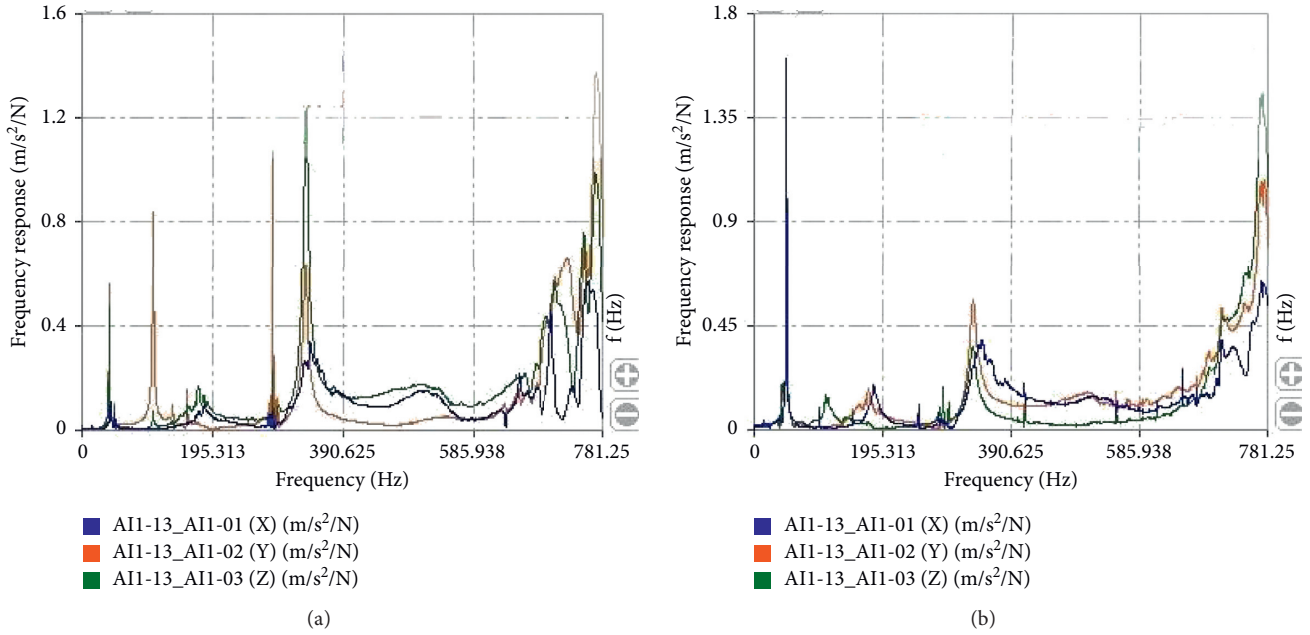 1.6
1.2
0.8
0.4
0
Frequency response (m/s²/N)
0
195.313
390.625
585.938
781.25
Frequency (Hz)
f (Hz)
AI1-13_AI1-01 (X) (m/s²/N)
AI1-13_AI1-02 (Y) (m/s²/N)
AI1-13_AI1-03 (Z) (m/s²/N)
(a)
1.8
1.35
0.9
0.45
0
Frequency response (m/s²/N)
0
195.313
390.625
585.938
781.25
Frequency (Hz)
f (Hz)
AI1-13_AI1-01 (X) (m/s²/N)
AI1-13_AI1-02 (Y) (m/s²/N)
AI1-13_AI1-03 (Z) (m/s²/N)
(b)